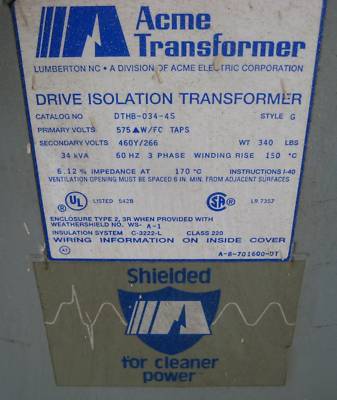 Acme
Transformer
LUMBERTON NC • A DIVISION OF ACME ELECTRIC CORPORATION
DRIVE ISOLATION TRANSFORMER
CATALOG NO DTHB-034-4S STYLE G
PRIMARY VOLTS 575▲W/FC TAPS
SECONDARY VOLTS 460Y/266 WT 340 LBS
34 kVA 60 HZ 3 PHASE WINDING RISE 150 °C
6.12 % IMPEDANCE AT 170 °C INSTRUCTIONS I-40
VENTILATION OPENING MUST BE SPACED 6 IN. MIN. FROM ADJACENT SURFACES
UL LISTED 542B SA LR 7357
ENCLOSURE TYPE 2, 3R WHEN PROVIDED WITH
WEATHERSHIELD NO. WS- A-1
INSULATION SYSTEM C-3222-L CLASS 220
WIRING INFORMATION ON INSIDE COVER
A-8-701600-DT
Shielded
for cleaner
power